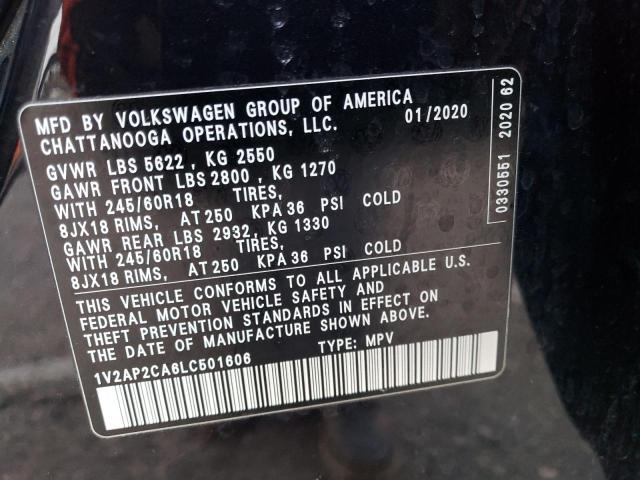 MFD BY VOLKSWAGEN GROUP OF AMERICA
CHATTANOOGA OPERATIONS, LLC. 01/2020
GVWR LBS 5622 , KG 2550
GAWR FRONT LBS 2800 , KG 1270
WITH 245/60R18 TIRES,
8JX18 RIMS, AT 250 KPA 36 PSI COLD
GAWR REAR LBS 2932, KG 1330
WITH 245/60R18 TIRES,
8JX18 RIMS, AT 250 KPA 36 PSI COLD
THIS VEHICLE CONFORMS TO ALL APPLICABLE U.S.
FEDERAL MOTOR VEHICLE SAFETY AND
THEFT PREVENTION STANDARDS IN EFFECT ON
THE DATE OF MANUFACTURE SHOWN ABOVE.
1V2AP2CA6LC501606 TYPE: MPV
0330551 2020 62